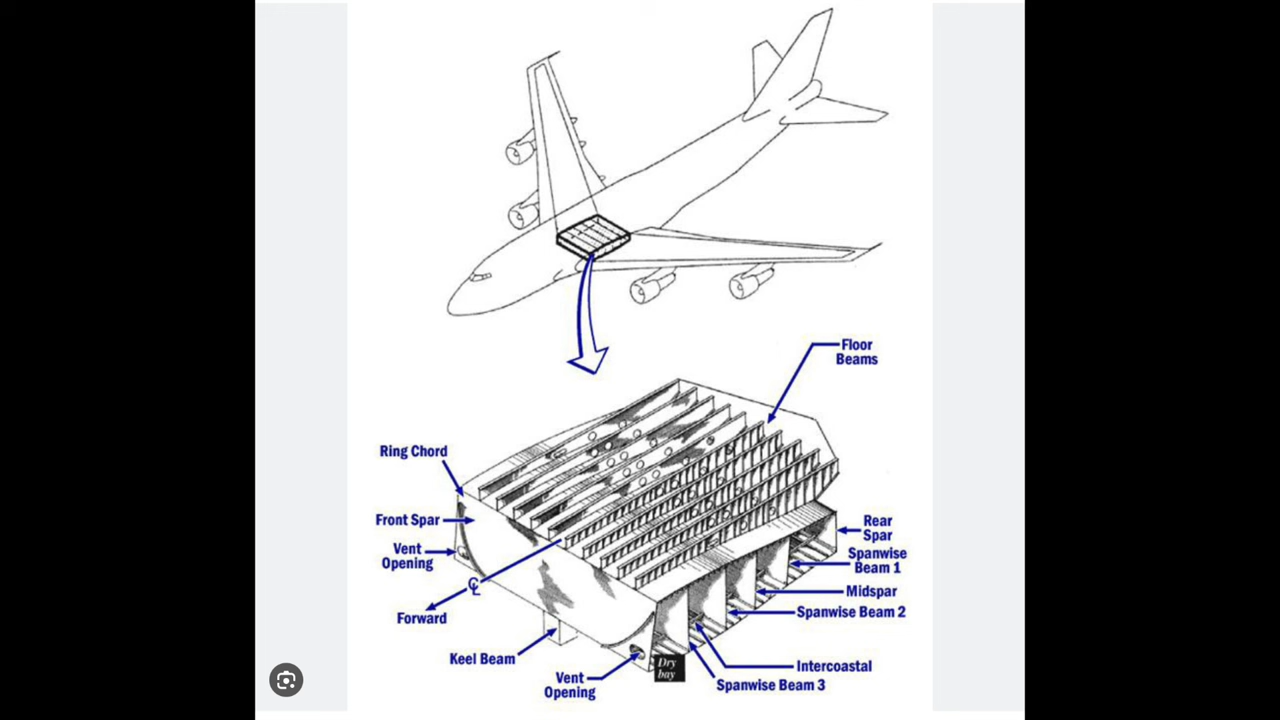 Floor
Beams
Ring Chord
Front Spar
Vent
Opening
℄
Forward
Keel Beam
Vent
Opening
Dry
bay
Rear
Spar
Spanwise
Beam 1
Midspar
Spanwise Beam 2
Intercoastal
Spanwise Beam 3